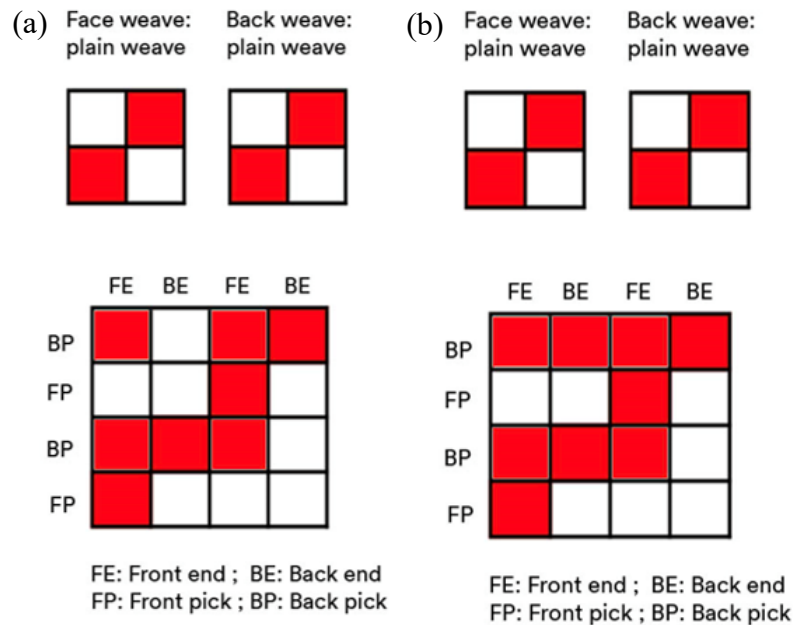 (a)
Face weave:
plain weave
Back weave:
plain weave
FE BE FE BE
BP
FP
BP
FP
FE: Front end ; BE: Back end
FP: Front pick ; BP: Back pick
(b)
Face weave:
plain weave
Back weave:
plain weave
FE BE FE BE
BP
FP
BP
FP
FE: Front end ; BE: Back end
FP: Front pick ; BP: Back pick